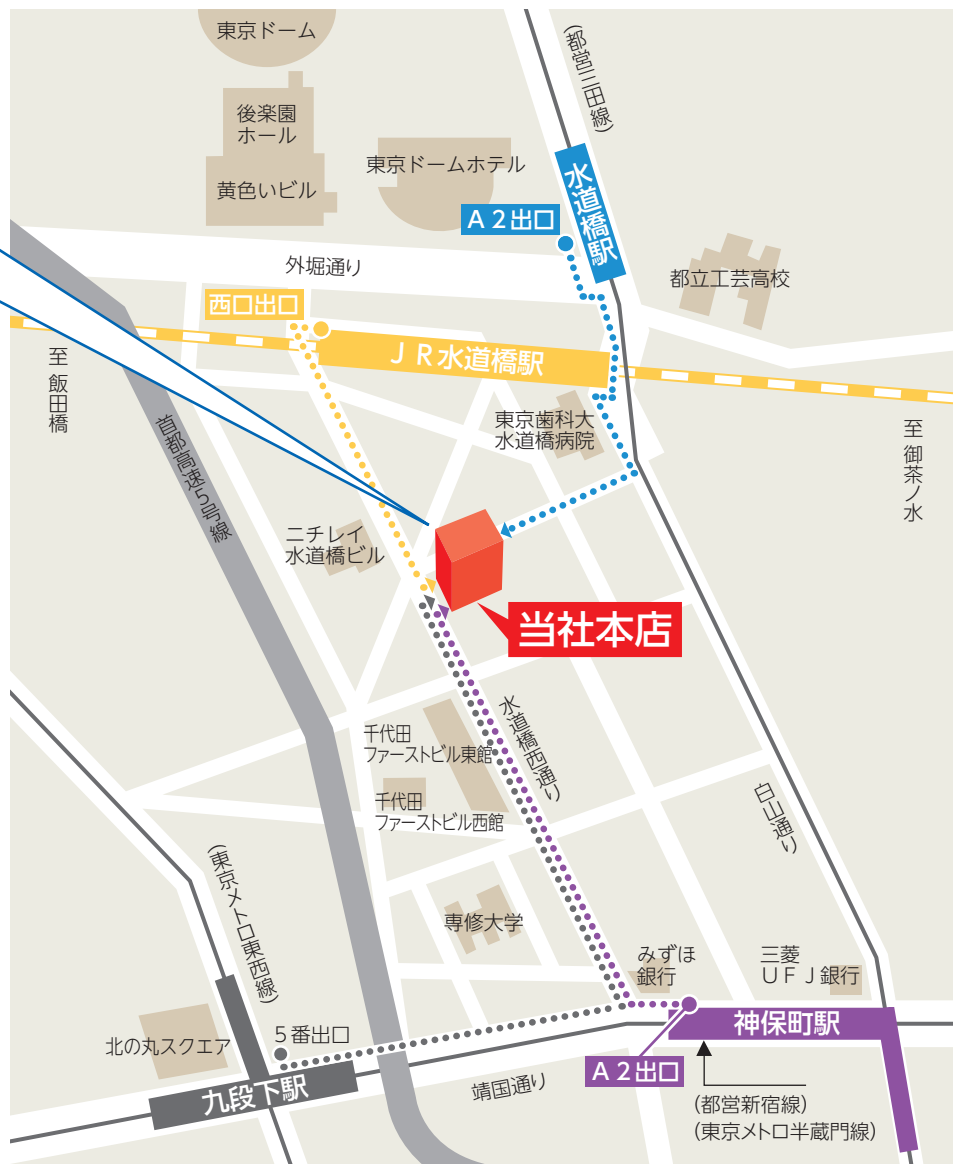 東京ドーム
(都営三田線)
後楽園
ホール
黄色いビル
東京ドームホテル
水道橋駅
A2出口
外堀通り
都立工芸高校
西口出口
JR水道橋駅
至 飯田橋
至 御茶ノ水
首都高速5号線
東京歯科大
水道橋病院
ニチレイ
水道橋ビル
当社本店
水道橋西通り
千代田
ファーストビル東館
千代田
ファーストビル西館
白山通り
(東京メトロ東西線)
専修大学
みずほ
銀行
三菱
UFJ銀行
北の丸スクエア
5番出口
神保町駅
九段下駅
A2出口
靖国通り
(都営新宿線)
(東京メトロ半蔵門線)